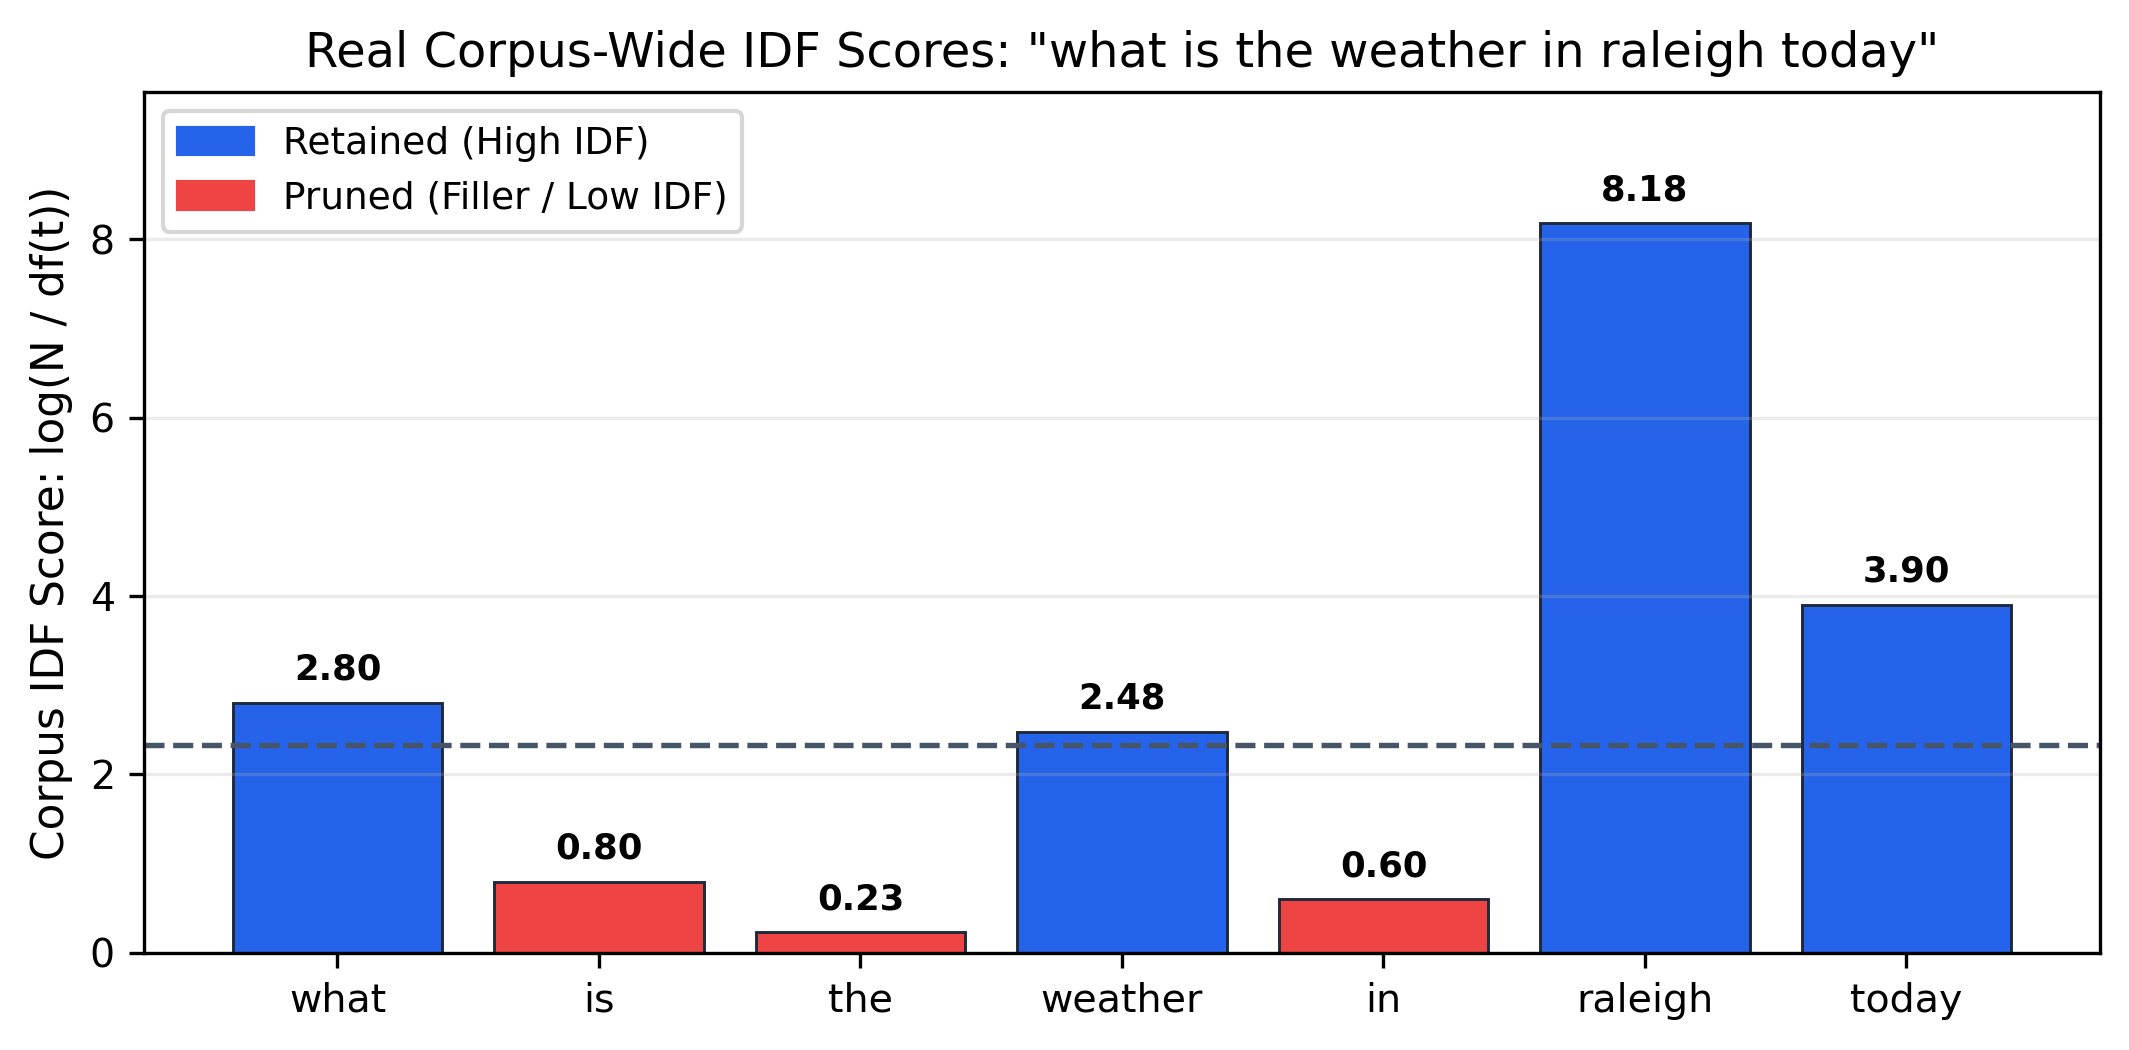 Real Corpus-Wide IDF Scores: "what is the weather in raleigh today"
Retained (High IDF)
Pruned (Filler / Low IDF)
Corpus IDF Score: log(N / df(t))
8
6
4
2
0
2.80
0.80
0.23
2.48
0.60
8.18
3.90
what
is
the
weather
in
raleigh
today